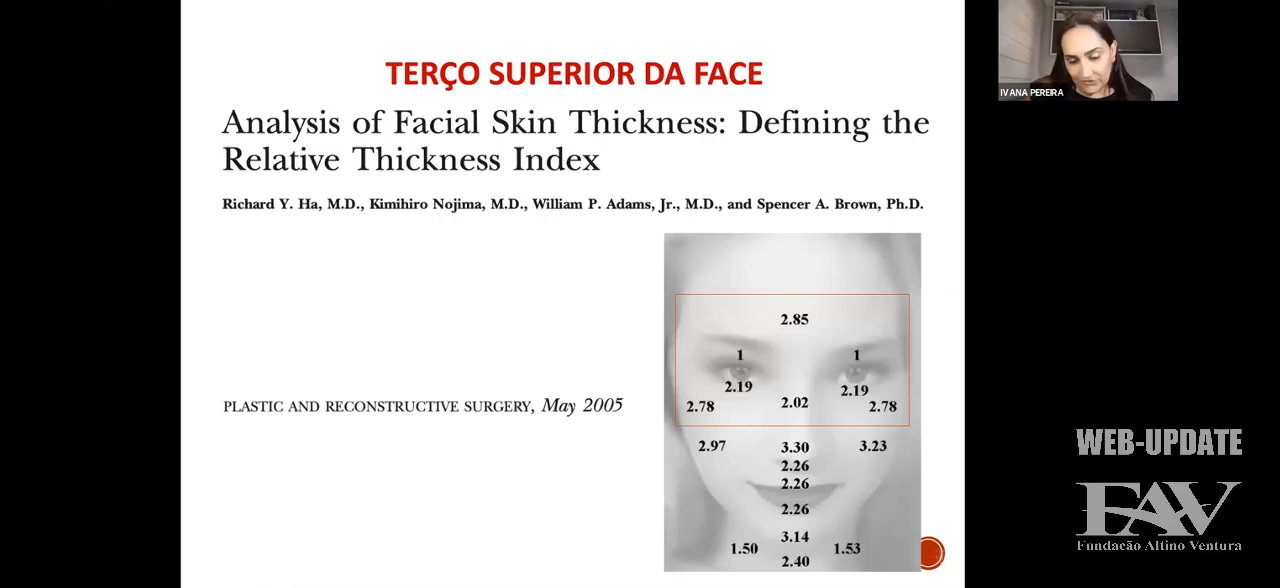 TERÇO SUPERIOR DA FACE
Analysis of Facial Skin Thickness: Defining the
Relative Thickness Index
Richard Y. Ha, M.D., Kimihiro Nojima, M.D., William P. Adams, Jr., M.D., and Spencer A. Brown, Ph.D.
PLASTIC AND RECONSTRUCTIVE SURGERY, May 2005
2.85
1 1
2.19 2.19
2.78 2.02 2.78
2.97 3.30 3.23
2.26
2.26
2.26
3.14
1.50 1.53
2.40
IVANA PEREIRA
WEB-UPDATE
FAV
Fundação Altino Ventura